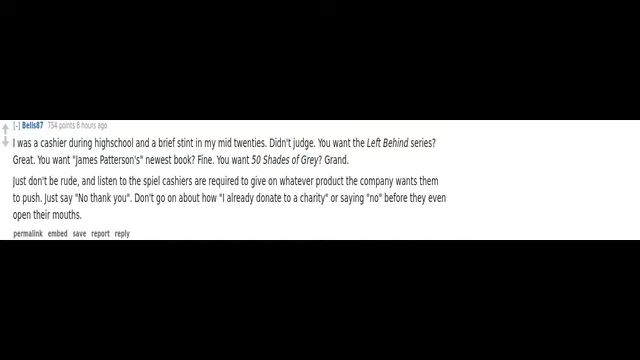 [-] Bells87 754 points 8 hours ago
I was a cashier during highschool and a brief stint in my mid twenties. Didn't judge. You want the Left Behind series?
Great. You want "James Patterson's" newest book? Fine. You want 50 Shades of Grey? Grand.
Just don't be rude, and listen to the spiel cashiers are required to give on whatever product the company wants them
to push. Just say "No thank you". Don't go on about how "I already donate to a charity" or saying "no" before they even
open their mouths.
permalink embed save report reply